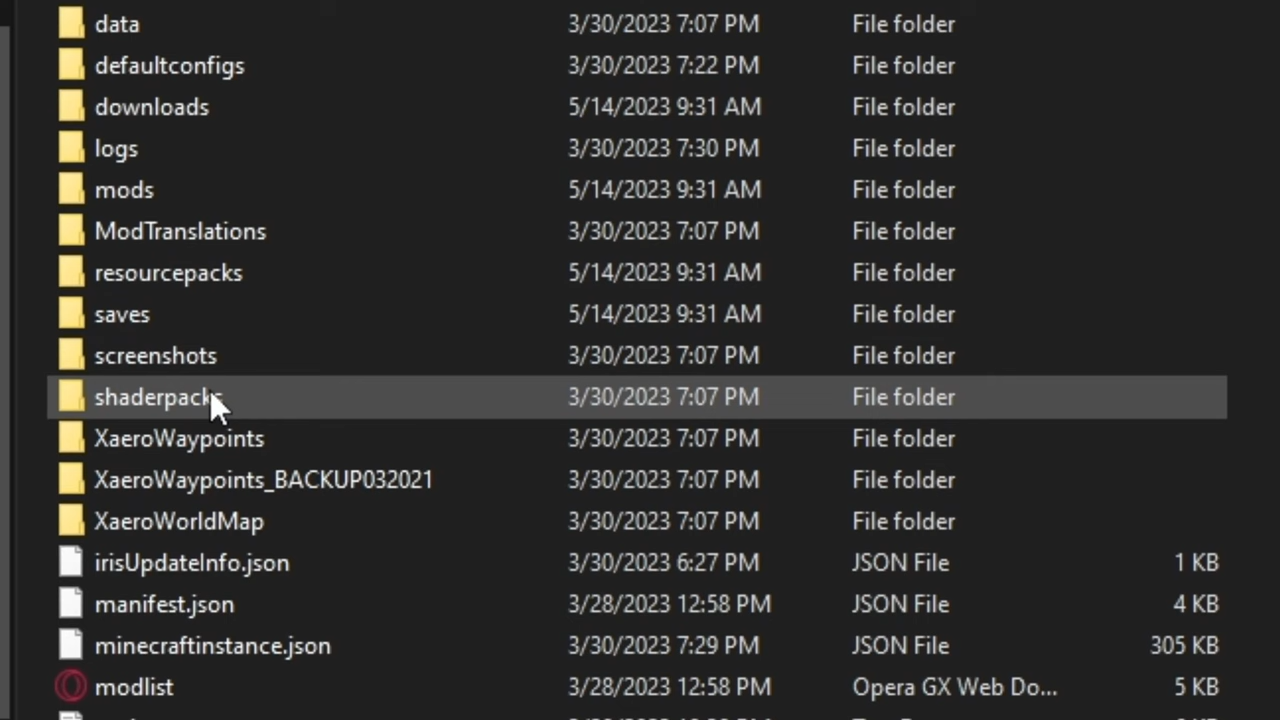 data 3/30/2023 7:07 PM File folder
defaultconfigs 3/30/2023 7:22 PM File folder
downloads 5/14/2023 9:31 AM File folder
logs 3/30/2023 7:30 PM File folder
mods 5/14/2023 9:31 AM File folder
ModTranslations 3/30/2023 7:07 PM File folder
resourcepacks 5/14/2023 9:31 AM File folder
saves 5/14/2023 9:31 AM File folder
screenshots 3/30/2023 7:07 PM File folder
shaderpacks 3/30/2023 7:07 PM File folder
XaeroWaypoints 3/30/2023 7:07 PM File folder
XaeroWaypoints_BACKUP032021 3/30/2023 7:07 PM File folder
XaeroWorldMap 3/30/2023 7:07 PM File folder
irisUpdateInfo.json 3/30/2023 6:27 PM JSON File 1 KB
manifest.json 3/28/2023 12:58 PM JSON File 4 KB
minecraftinstance.json 3/30/2023 7:29 PM JSON File 305 KB
modlist 3/28/2023 12:58 PM Opera GX Web Do... 5 KB